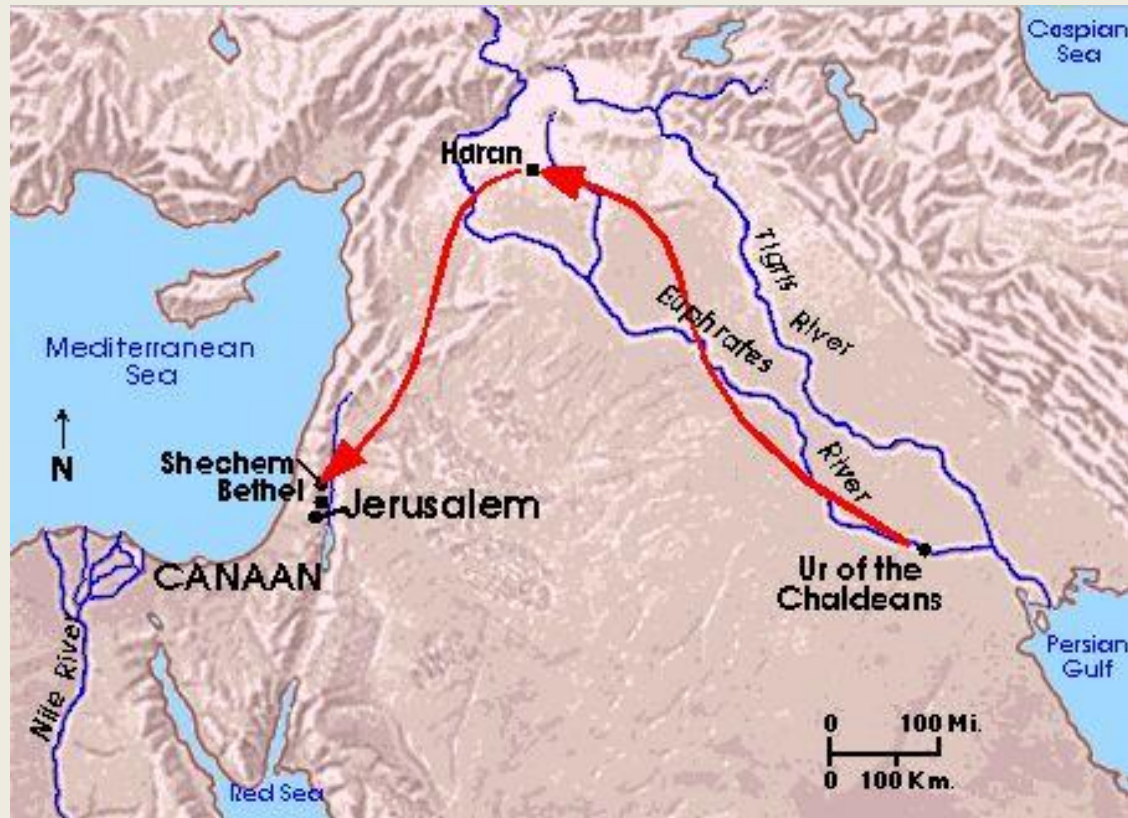 Caspian
Sea
Haran
Tigris River
Euphrates River
Mediterranean
Sea
N
Shechem
Bethel
Jerusalem
CANAAN
Ur of the
Chaldeans
Nile River
Persian
Gulf
Red Sea
0 100 Mi.
0 100 Km.